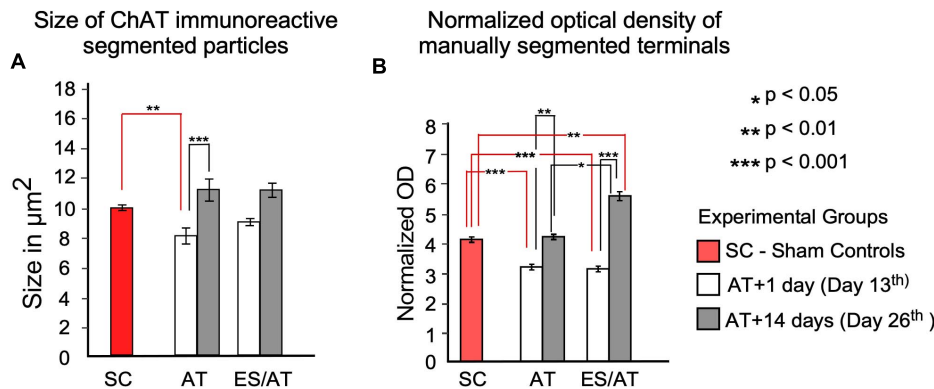 Size of ChAT immunoreactive
segmented particles
Normalized optical density of
manually segmented terminals
A
18
16
14
12
10
8
6
4
2
0
Size in µm²
**
***
SC AT ES/AT
B
8
7
6
5
4
3
2
1
0
Normalized OD
**
**
***
***
***
*
SC AT ES/AT
* p < 0.05
** p < 0.01
*** p < 0.001
Experimental Groups
SC - Sham Controls
AT+1 day (Day 13th)
AT+14 days (Day 26th )